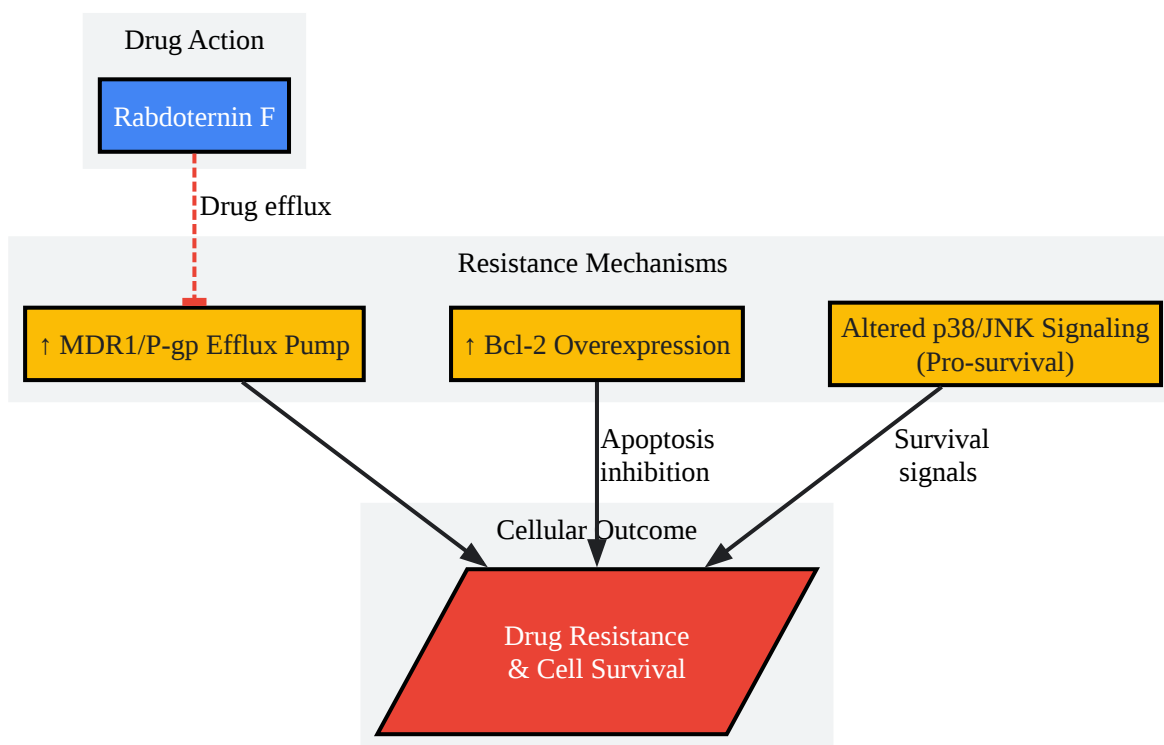 Drug Action
Rabdoternin F
Drug efflux
Resistance Mechanisms
↑ MDR1/P-gp Efflux Pump
↑ Bcl-2 Overexpression
Altered p38/JNK Signaling
(Pro-survival)
Apoptosis
inhibition
Survival
signals
Cellular Outcome
Drug Resistance
& Cell Survival